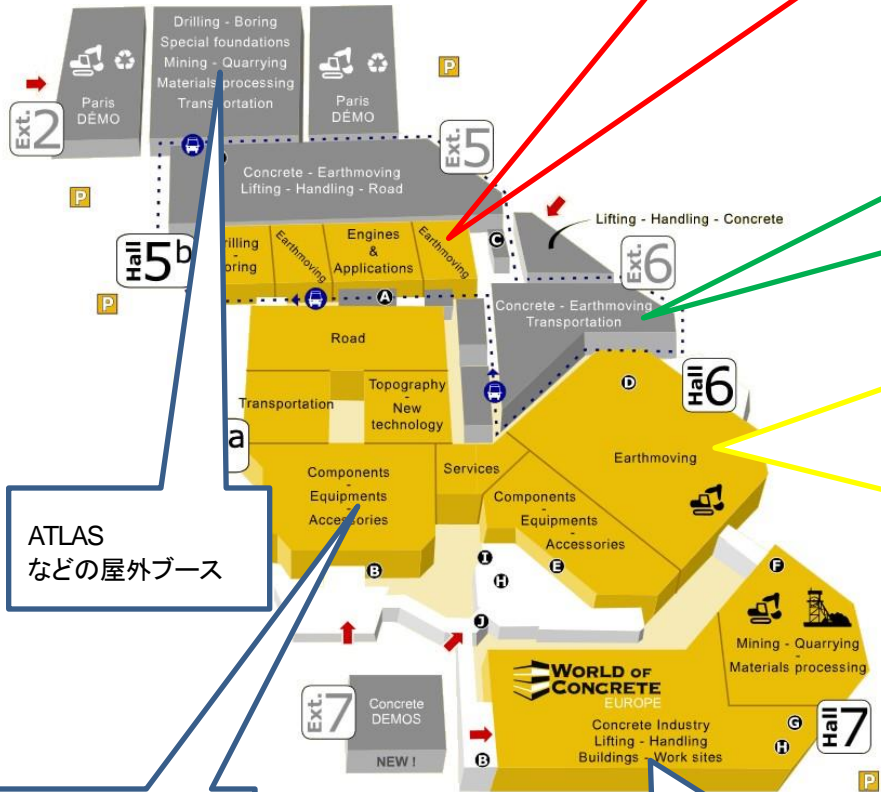 Drilling - Boring
Special foundations
Mining - Quarrying
Materials processing
Transportation
Paris
DÉMO
Paris
DÉMO
P
Ext.2
Ext.5
Concrete - Earthmoving
Lifting - Handling - Road
P
Lifting - Handling - Concrete
Hall 5b
Earthmoving
Engines
&
Applications
Earthmoving
C
Ext.6
P
A
Concrete - Earthmoving
Transportation
Road
Hall 6
D
Transportation
Topography
-
New
technology
a
Earthmoving
Components
-
Equipments
-
Accessories
Services
Components
-
Equipments
-
Accessories
ATLAS
などの屋外ブース
B
I
H
E
F
J
Mining - Quarrying
-
Materials processing
WORLD OF
CONCRETE
EUROPE
Ext.7
Concrete
DEMOS
NEW !
Concrete Industry
Lifting - Handling
Buildings - Work sites
G
H
Hall 7
B
P